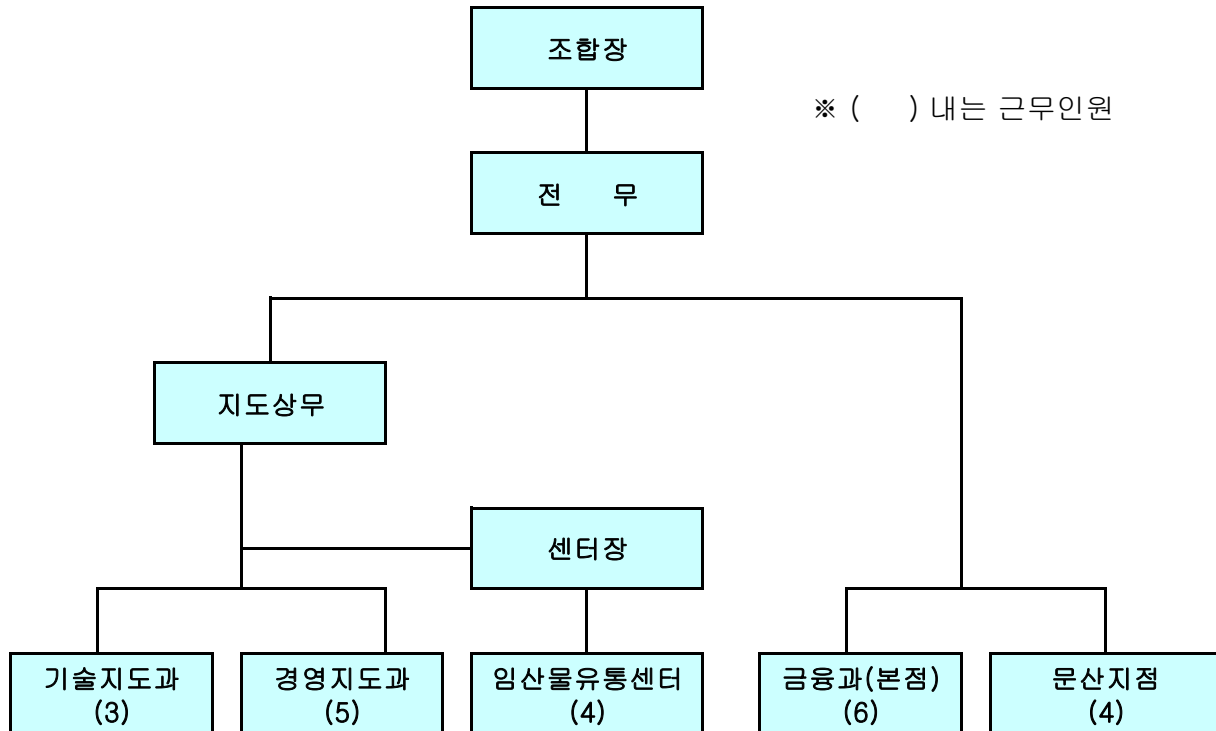 조합장
※ (    ) 내는 근무인원
전    무
지도상무
센터장
기술지도과
(3)
경영지도과
(5)
임산물유통센터
(4)
금융과(본점)
(6)
문산지점
(4)